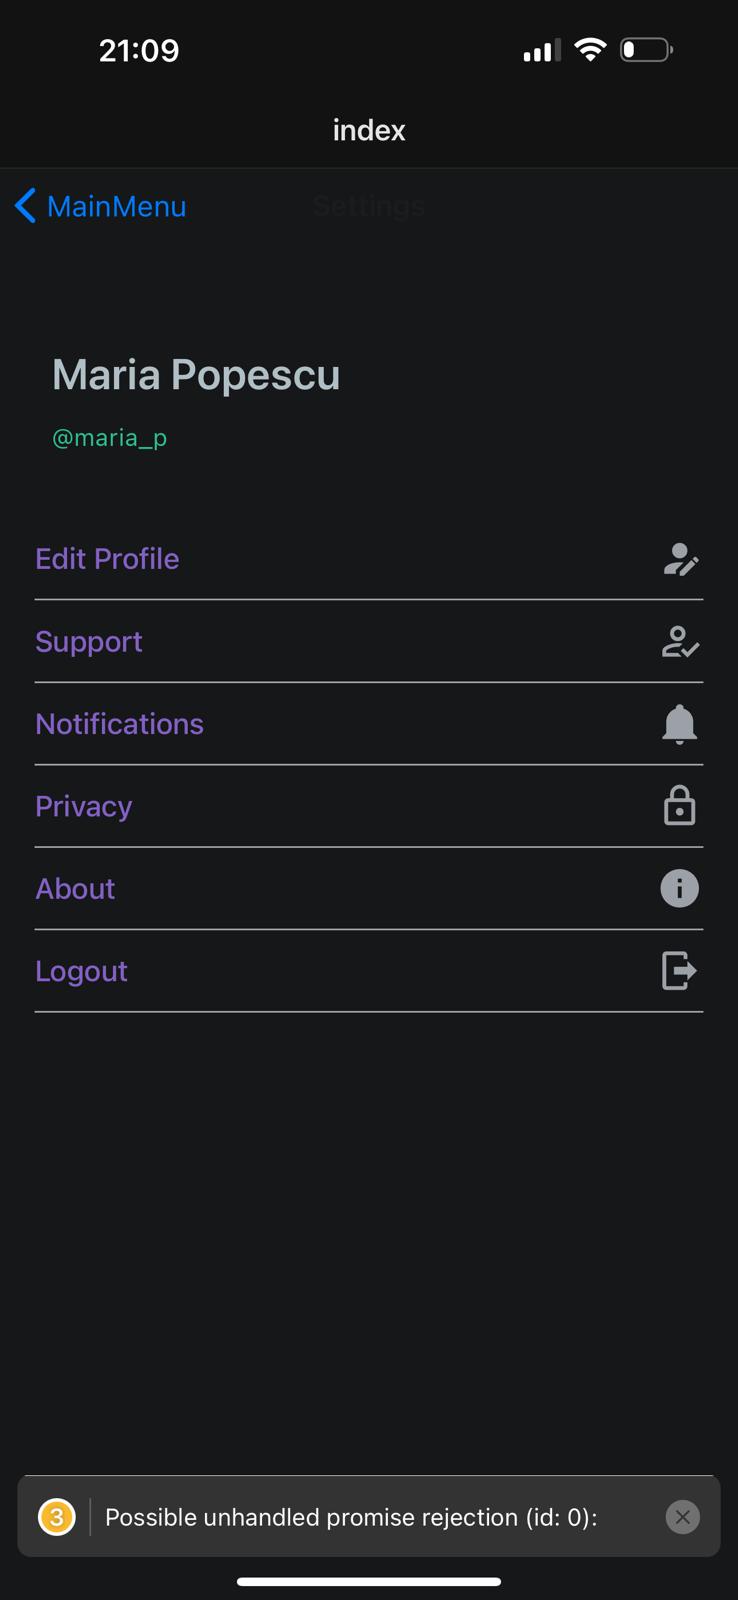 21:09
index
MainMenu
Settings
Maria Popescu
@maria_p
Edit Profile
Support
Notifications
Privacy
About
Logout
3 Possible unhandled promise rejection (id: 0):